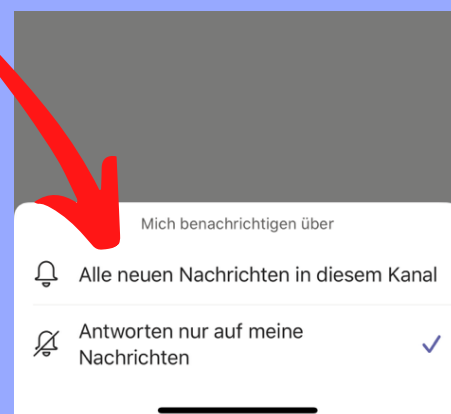 Mich benachrichtigen über
Alle neuen Nachrichten in diesem Kanal
Antworten nur auf meine
Nachrichten